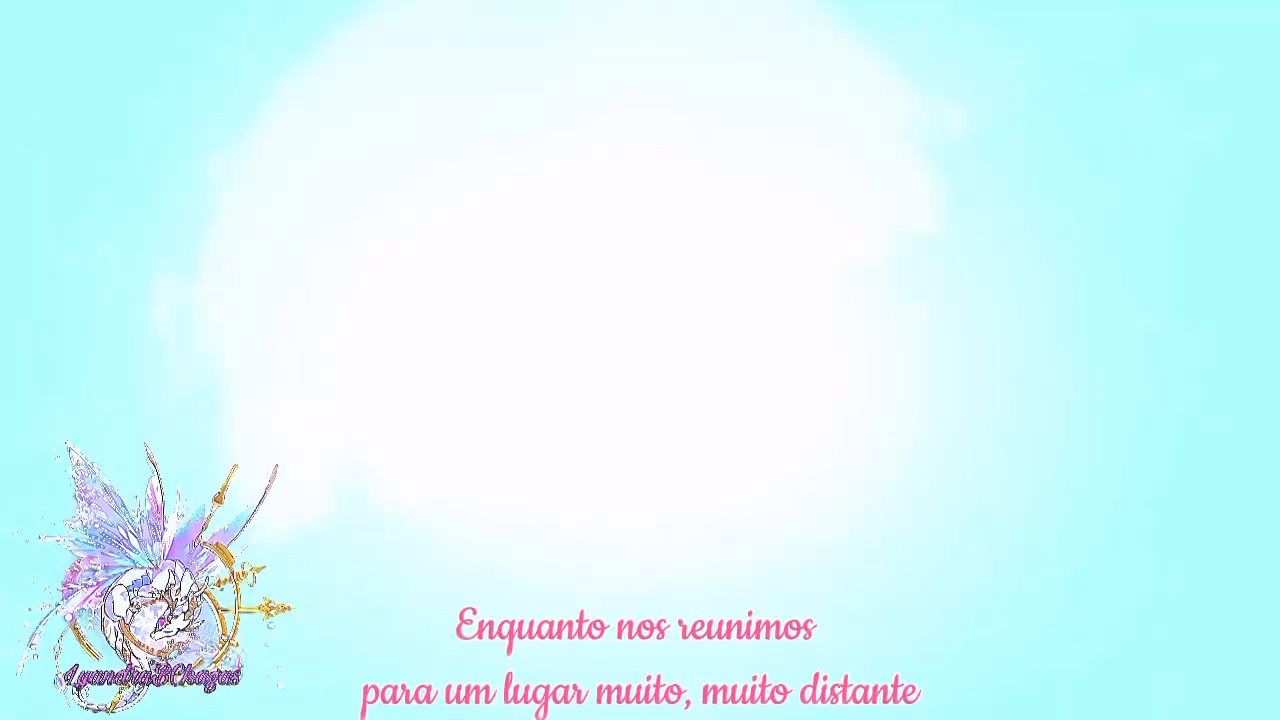 Enquanto nos reunimos
para um lugar muito, muito distante